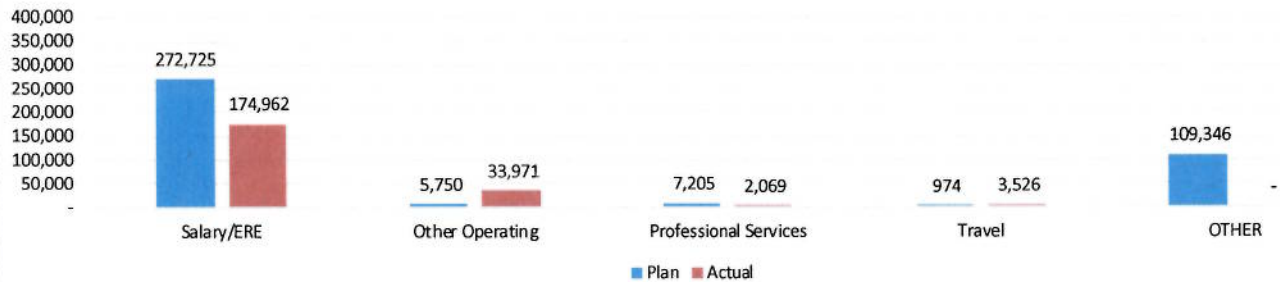 400,000
350,000
300,000
250,000
200,000
150,000
100,000
50,000
-
272,725
174,962
5,750
33,971
7,205
2,069
974
3,526
109,346
-
Salary/ERE
Other Operating
Professional Services
Travel
OTHER
Plan
Actual